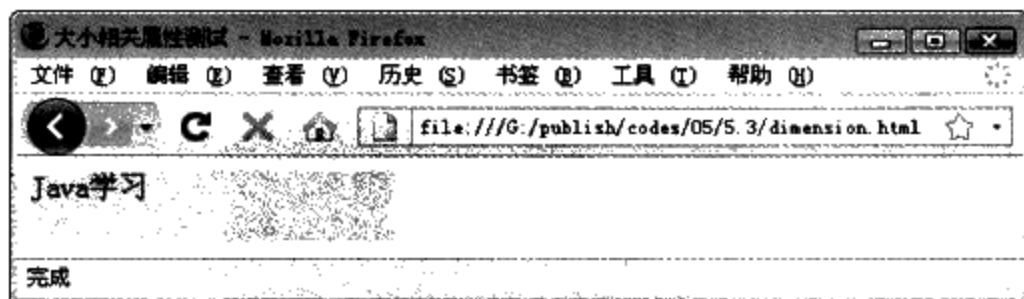 大小相关属性测试 - Mozilla Firefox
文件 (F) 编辑 (E) 查看 (V) 历史 (S) 书签 (B) 工具 (T) 帮助 (H)
file:///G:/publish/codes/05/5.3/dimension.html
Java学习
完成